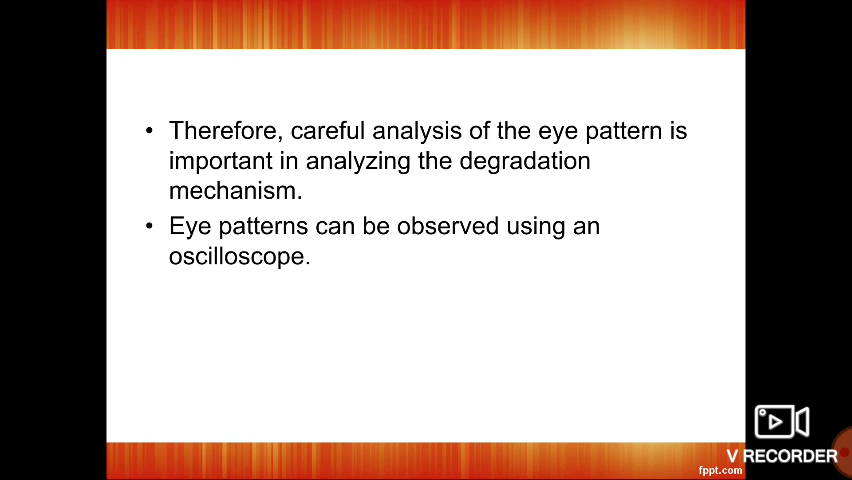 • Therefore, careful analysis of the eye pattern is
important in analyzing the degradation
mechanism.
• Eye patterns can be observed using an
oscilloscope.
V RECORDER
fppt.com